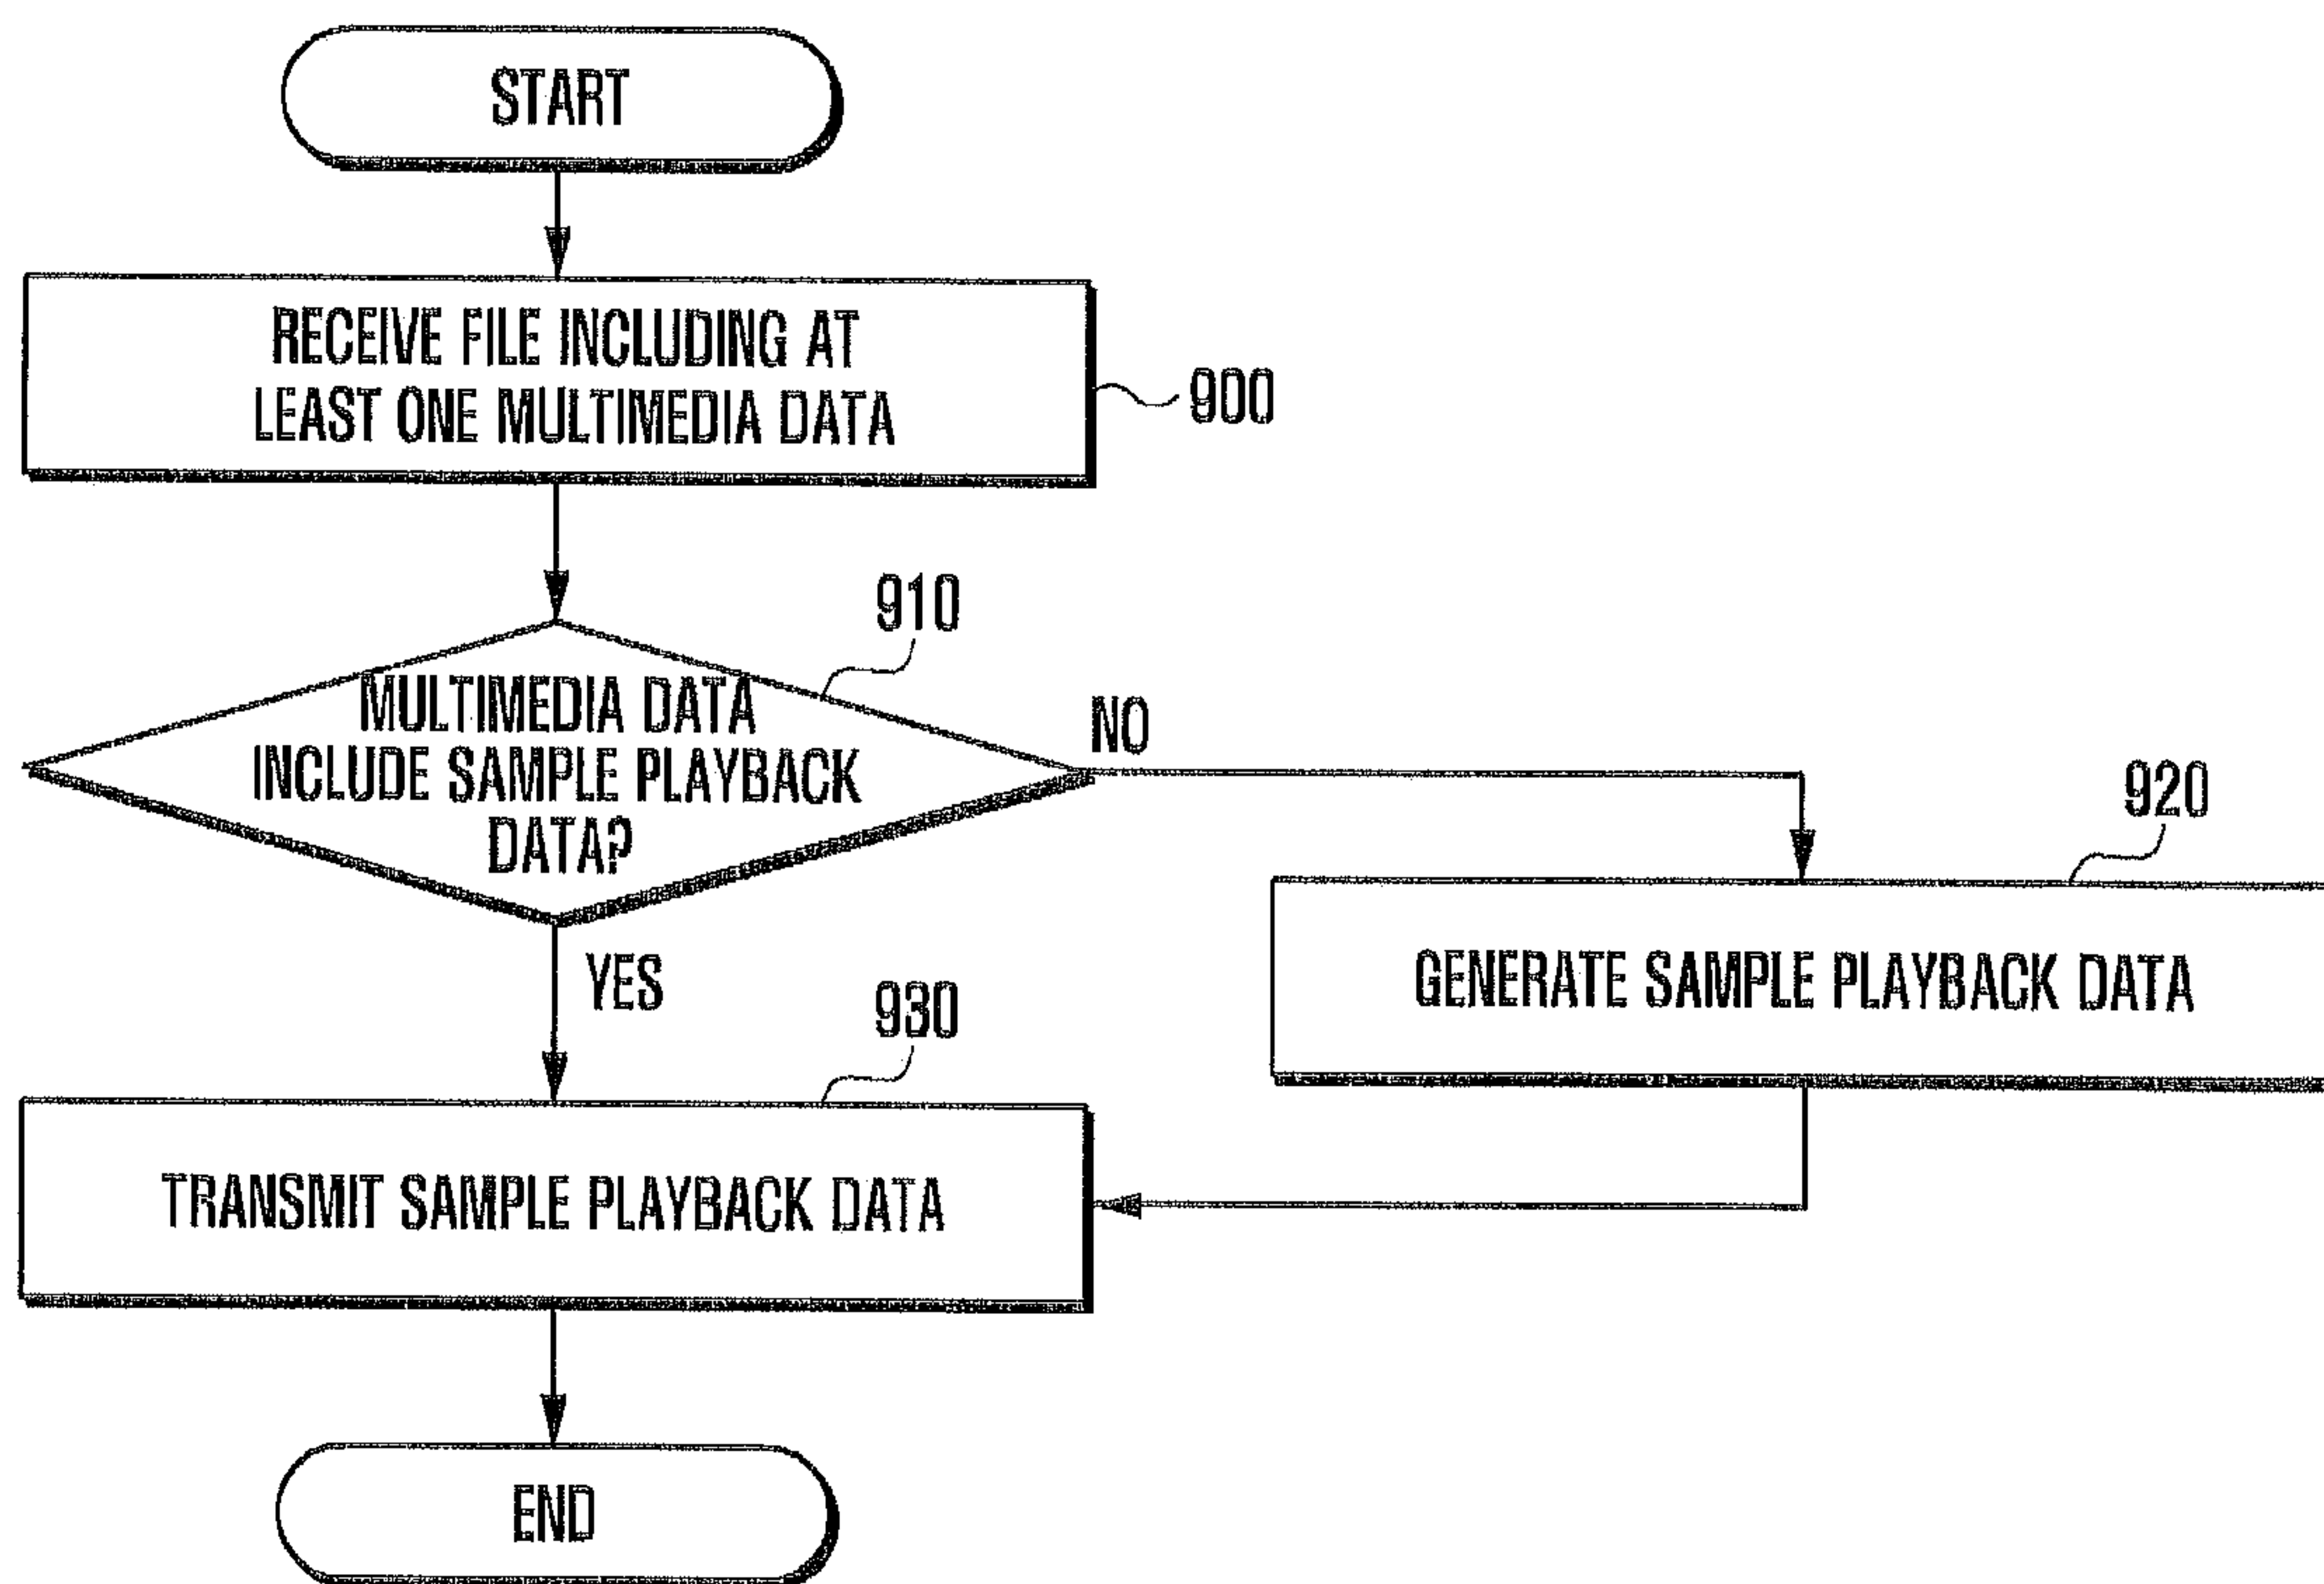 START
RECEIVE FILE INCLUDING AT
LEAST ONE MULTIMEDIA DATA
900
910
MULTIMEDIA DATA
INCLUDE SAMPLE PLAYBACK
DATA?
NO
920
GENERATE SAMPLE PLAYBACK DATA
YES
930
TRANSMIT SAMPLE PLAYBACK DATA
END